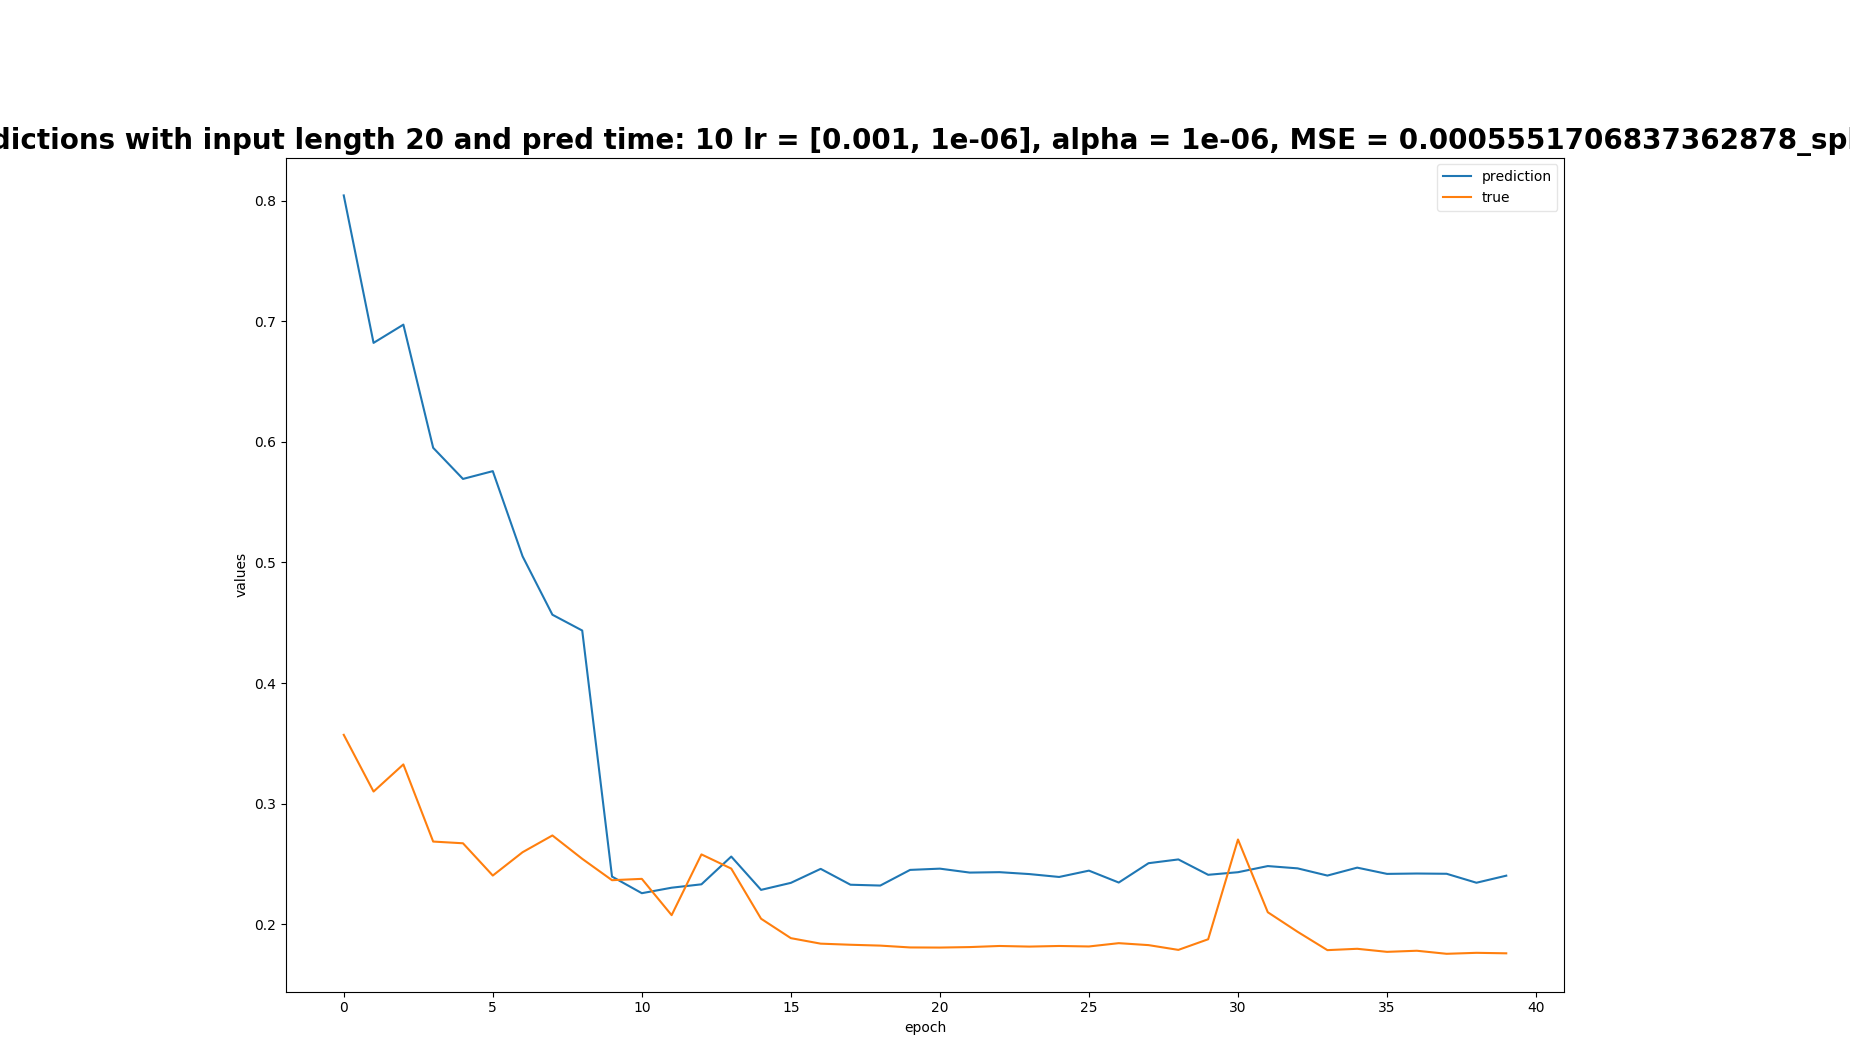 dictions with input length 20 and pred time: 10 lr = [0.001, 1e-06], alpha = 1e-06, MSE = 0.0005551706837362878_spl
prediction
true
0.8
0.7
0.6
0.5
0.4
0.3
0.2
values
0 5 10 15 20 25 30 35 40
epoch